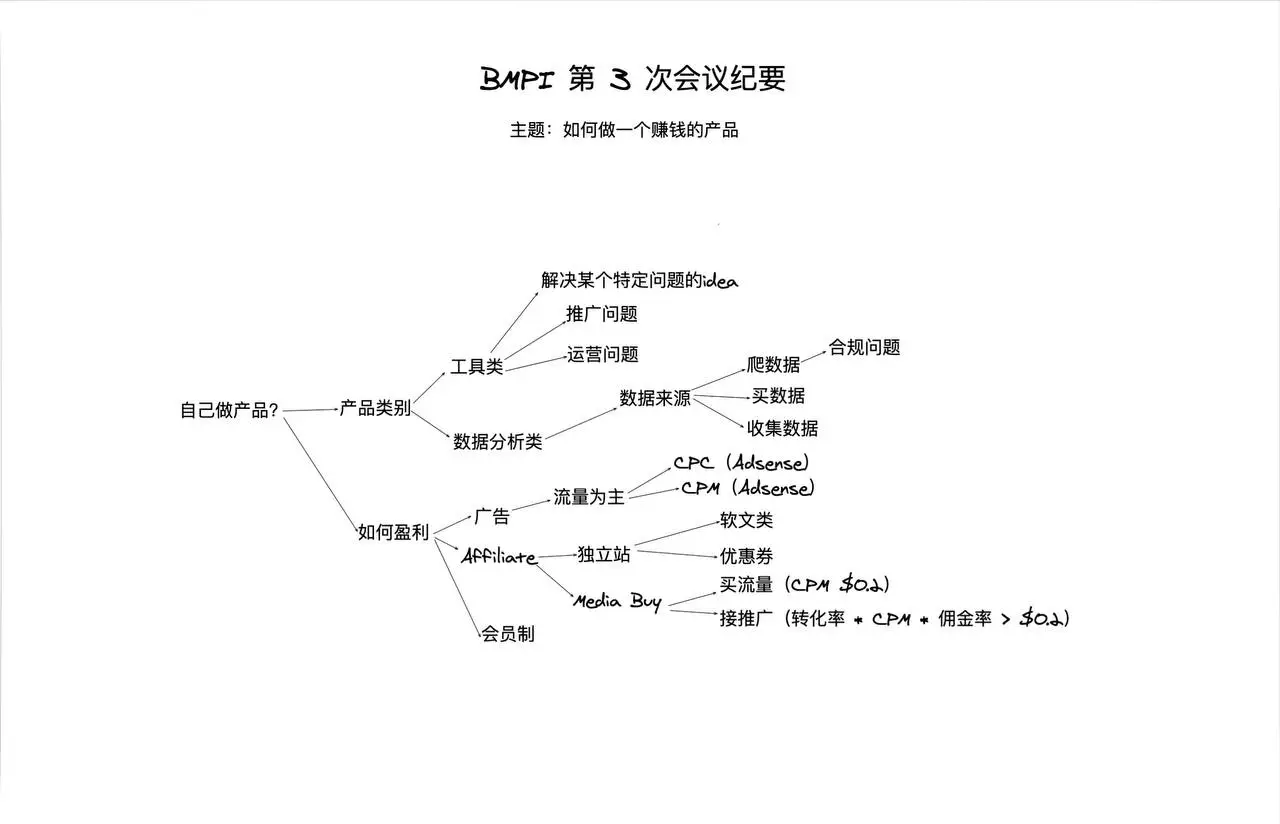 BMPI 第 3 次会议纪要
主题：如何做一个赚钱的产品
解决某个特定问题的idea
推广问题
工具类
运营问题
合规问题
爬数据
自己做产品?
产品类别
数据来源
买数据
收集数据
数据分析类
CPC (Adsense)
CPM (Adsense)
流量为主
广告
如何盈利
软文类
Affiliate
独立站
优惠券
买流量 (CPM $0.2)
Media Buy
接推广 (转化率 * CPM * 佣金率 > $0.2)
会员制